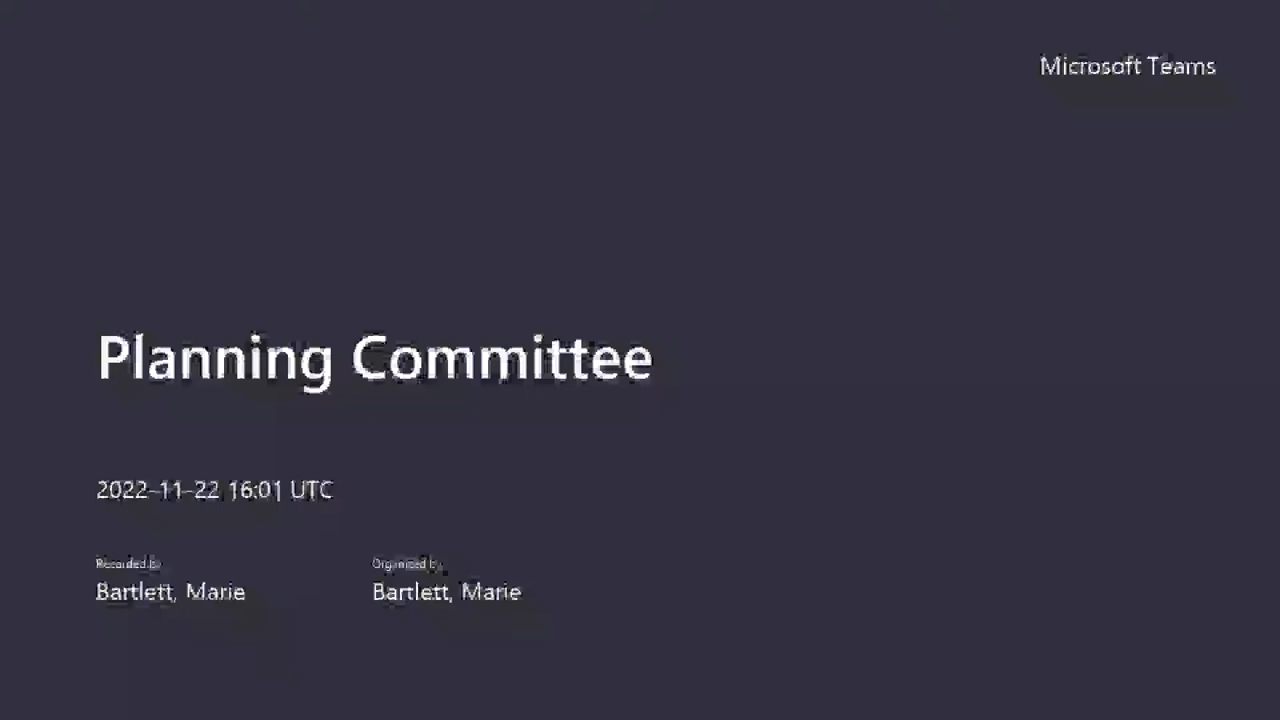 Microsoft Teams
Planning Committee
2022-11-22 16:01 UTC
Recorded by
Organized by
Bartlett, Marie
Bartlett, Marie